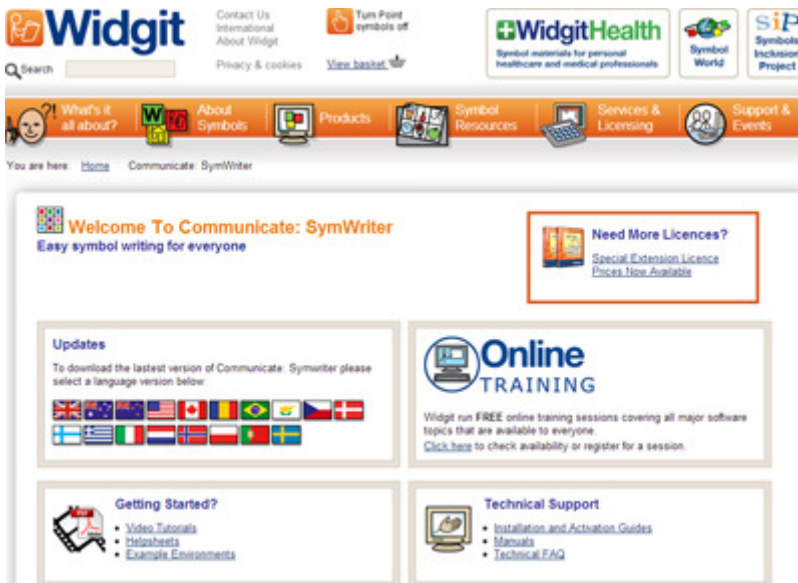 Widgit
Contact Us
International
About Widgit
Privacy & cookies
Turn Point
symbols off
View basket
Search
WidgitHealth
Symbol materials for personal
healthcare and medical professionals
Symbol
World
SiP
Symbols
Inclusion
Project
What's it
all about?
About
Symbols
Products
Symbol
Resources
Services &
Licensing
Support &
Events
You are here: Home Communicate: SymWriter
Welcome To Communicate: SymWriter
Easy symbol writing for everyone
Need More Licences?
Special Extension Licence
Prices Now Available
Updates
To download the lastest version of Communicate: Symwriter please
select a language version below:
Online
TRAINING
Widgit run FREE online training sessions covering all major software
topics that are available to everyone.
Click here to check availability or register for a session.
Getting Started?
Video Tutorials
Helpsheets
Example Environments
Technical Support
Installation and Activation Guides
Manuals
Technical FAQ